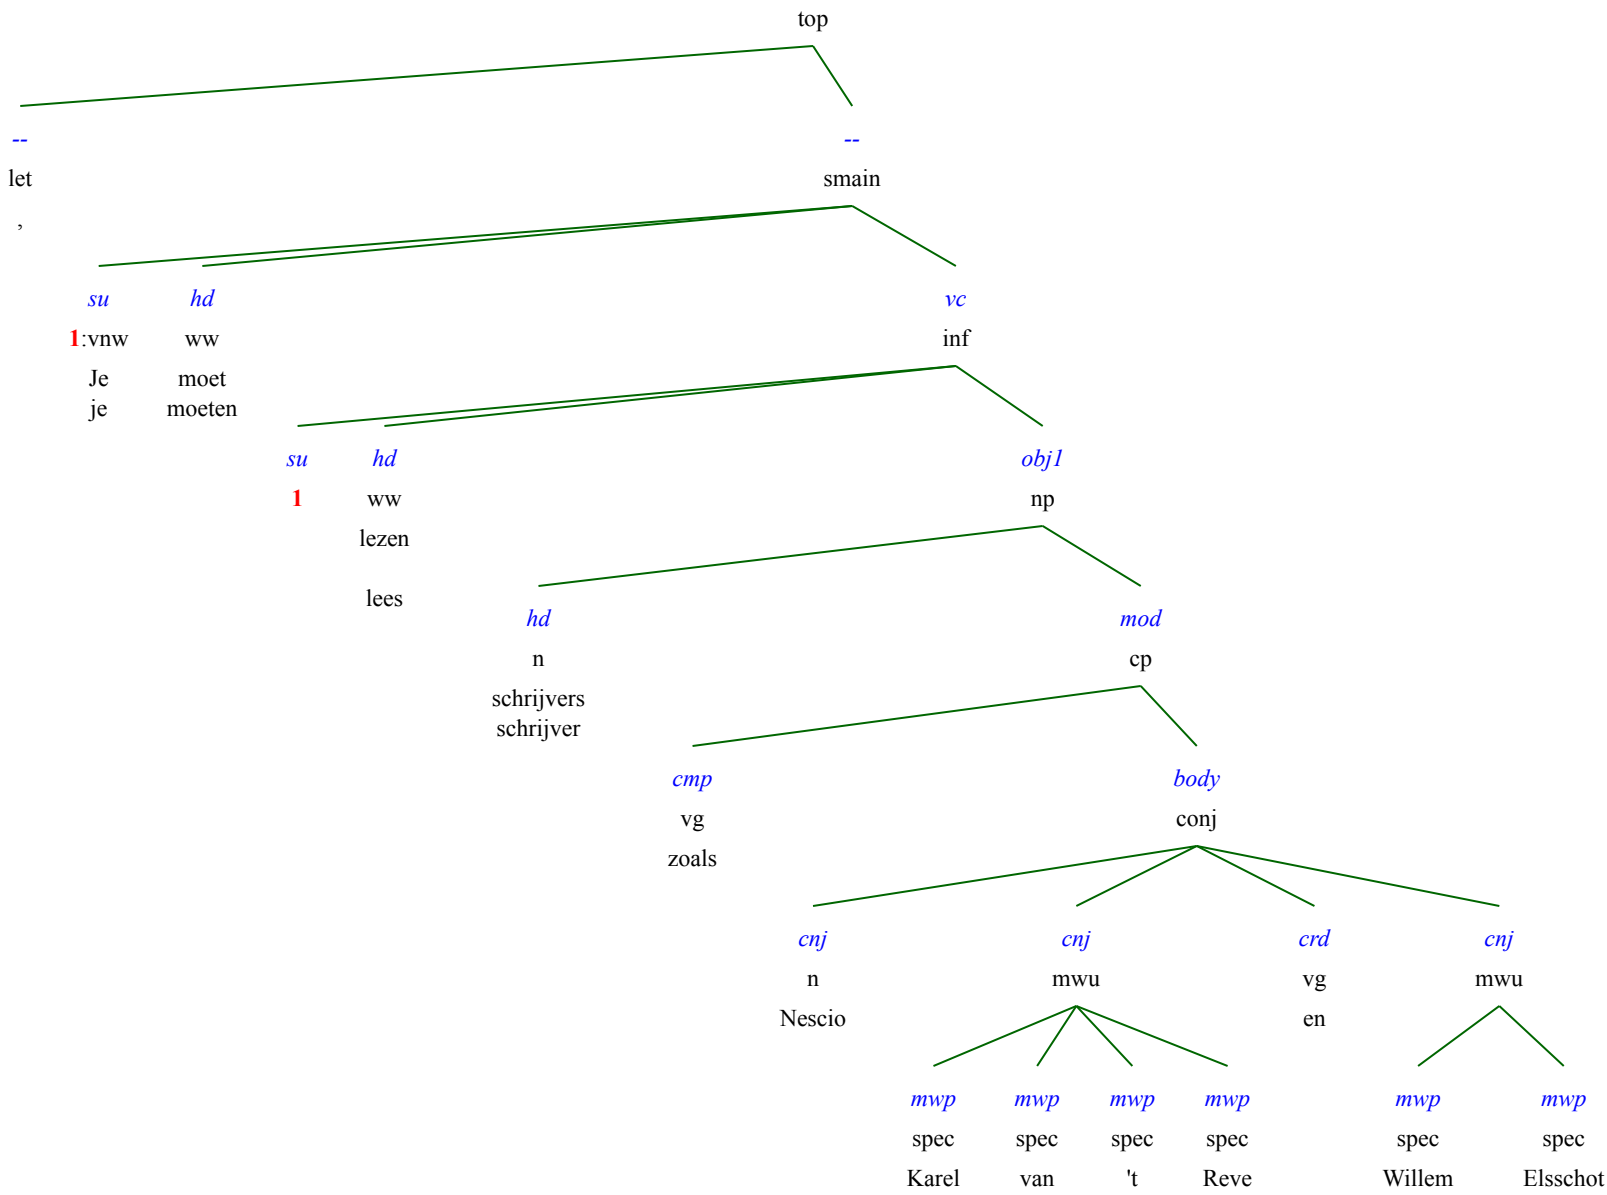 top
-- --
let smain
,
su hd vc
1:vnw ww inf
Je moet
je moeten
su hd obj1
1 ww np
lezen
lees
hd mod
n cp
schrijvers
schrijver
cmp body
vg conj
zoals
cnj cnj crd cnj
n mwu vg mwu
Nescio en
mwp mwp mwp mwp mwp mwp
spec spec spec spec spec spec
Karel van 't Reve Willem Elsschot